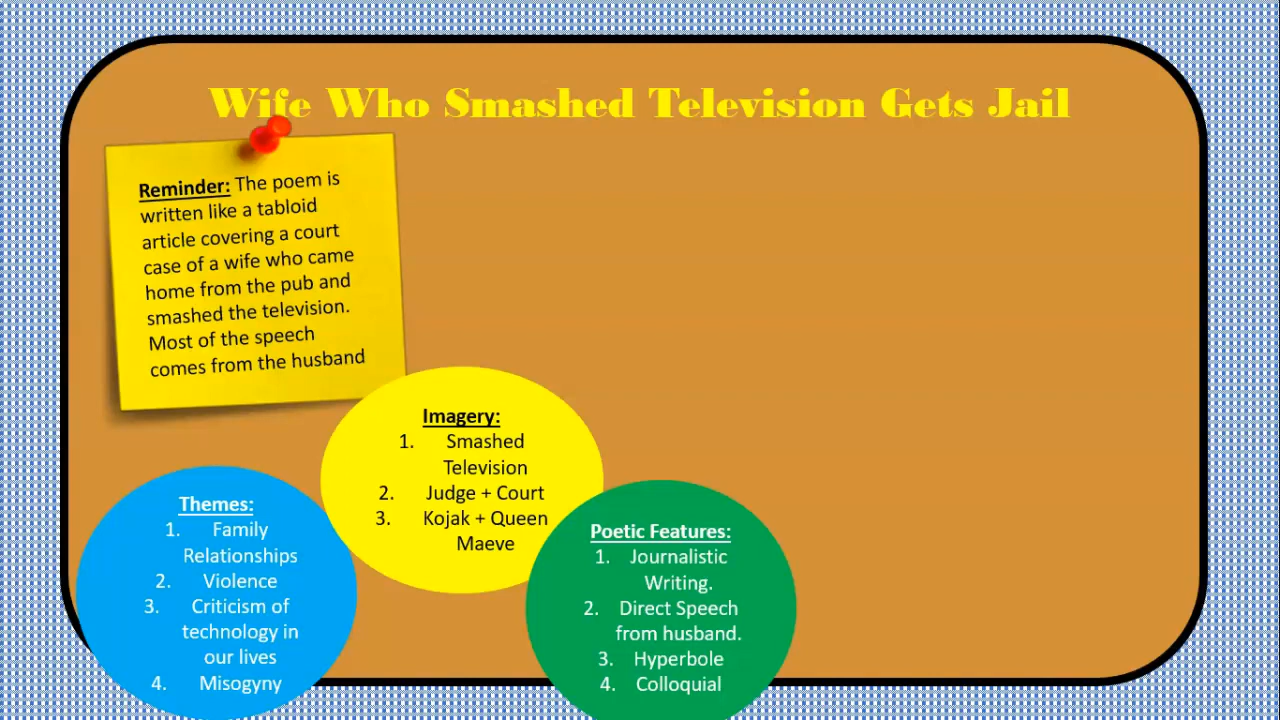 Wife Who Smashed Television Gets Jail
Reminder: The poem is
written like a tabloid
article covering a court
case of a wife who came
home from the pub and
smashed the television.
Most of the speech
comes from the husband
Imagery:
1. Smashed
Television
2. Judge + Court
3. Kojak + Queen
Maeve
Themes:
1. Family
Relationships
2. Violence
3. Criticism of
technology in
our lives
4. Misogyny
Poetic Features:
1. Journalistic
Writing.
2. Direct Speech
from husband.
3. Hyperbole
4. Colloquial